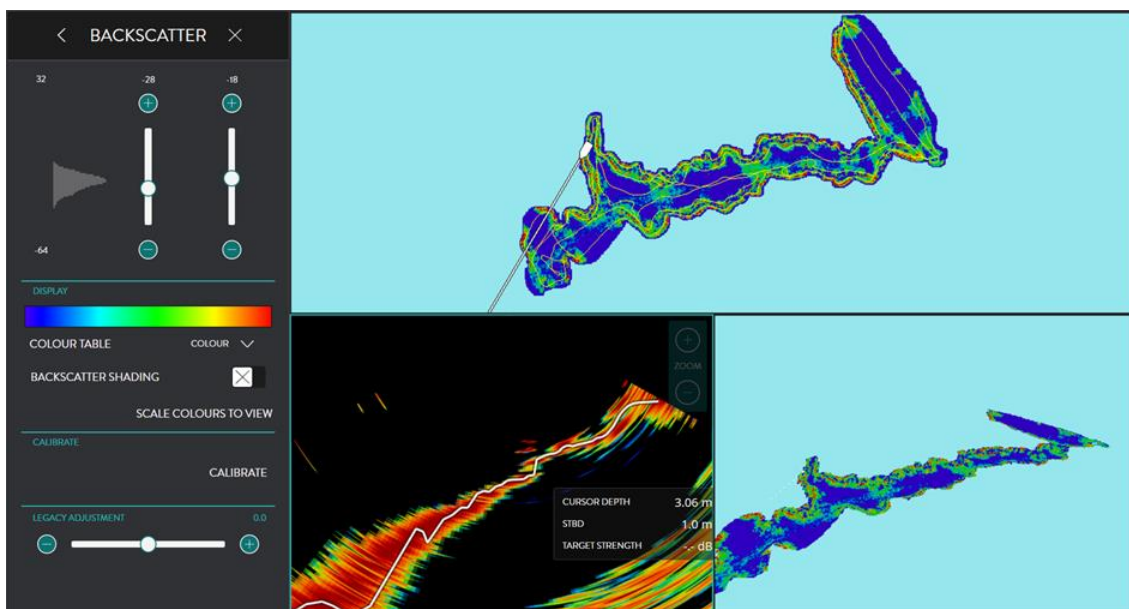 BACKSCATTER
32 -28 -18
-64
DISPLAY
COLOUR TABLE COLOUR
BACKSCATTER SHADING
SCALE COLOURS TO VIEW
CALIBRATE
CALIBRATE
LEGACY ADJUSTMENT 0.0
ZOOM
CURSOR DEPTH 3.06 m
STBD 1.0 m
TARGET STRENGTH -.- dB